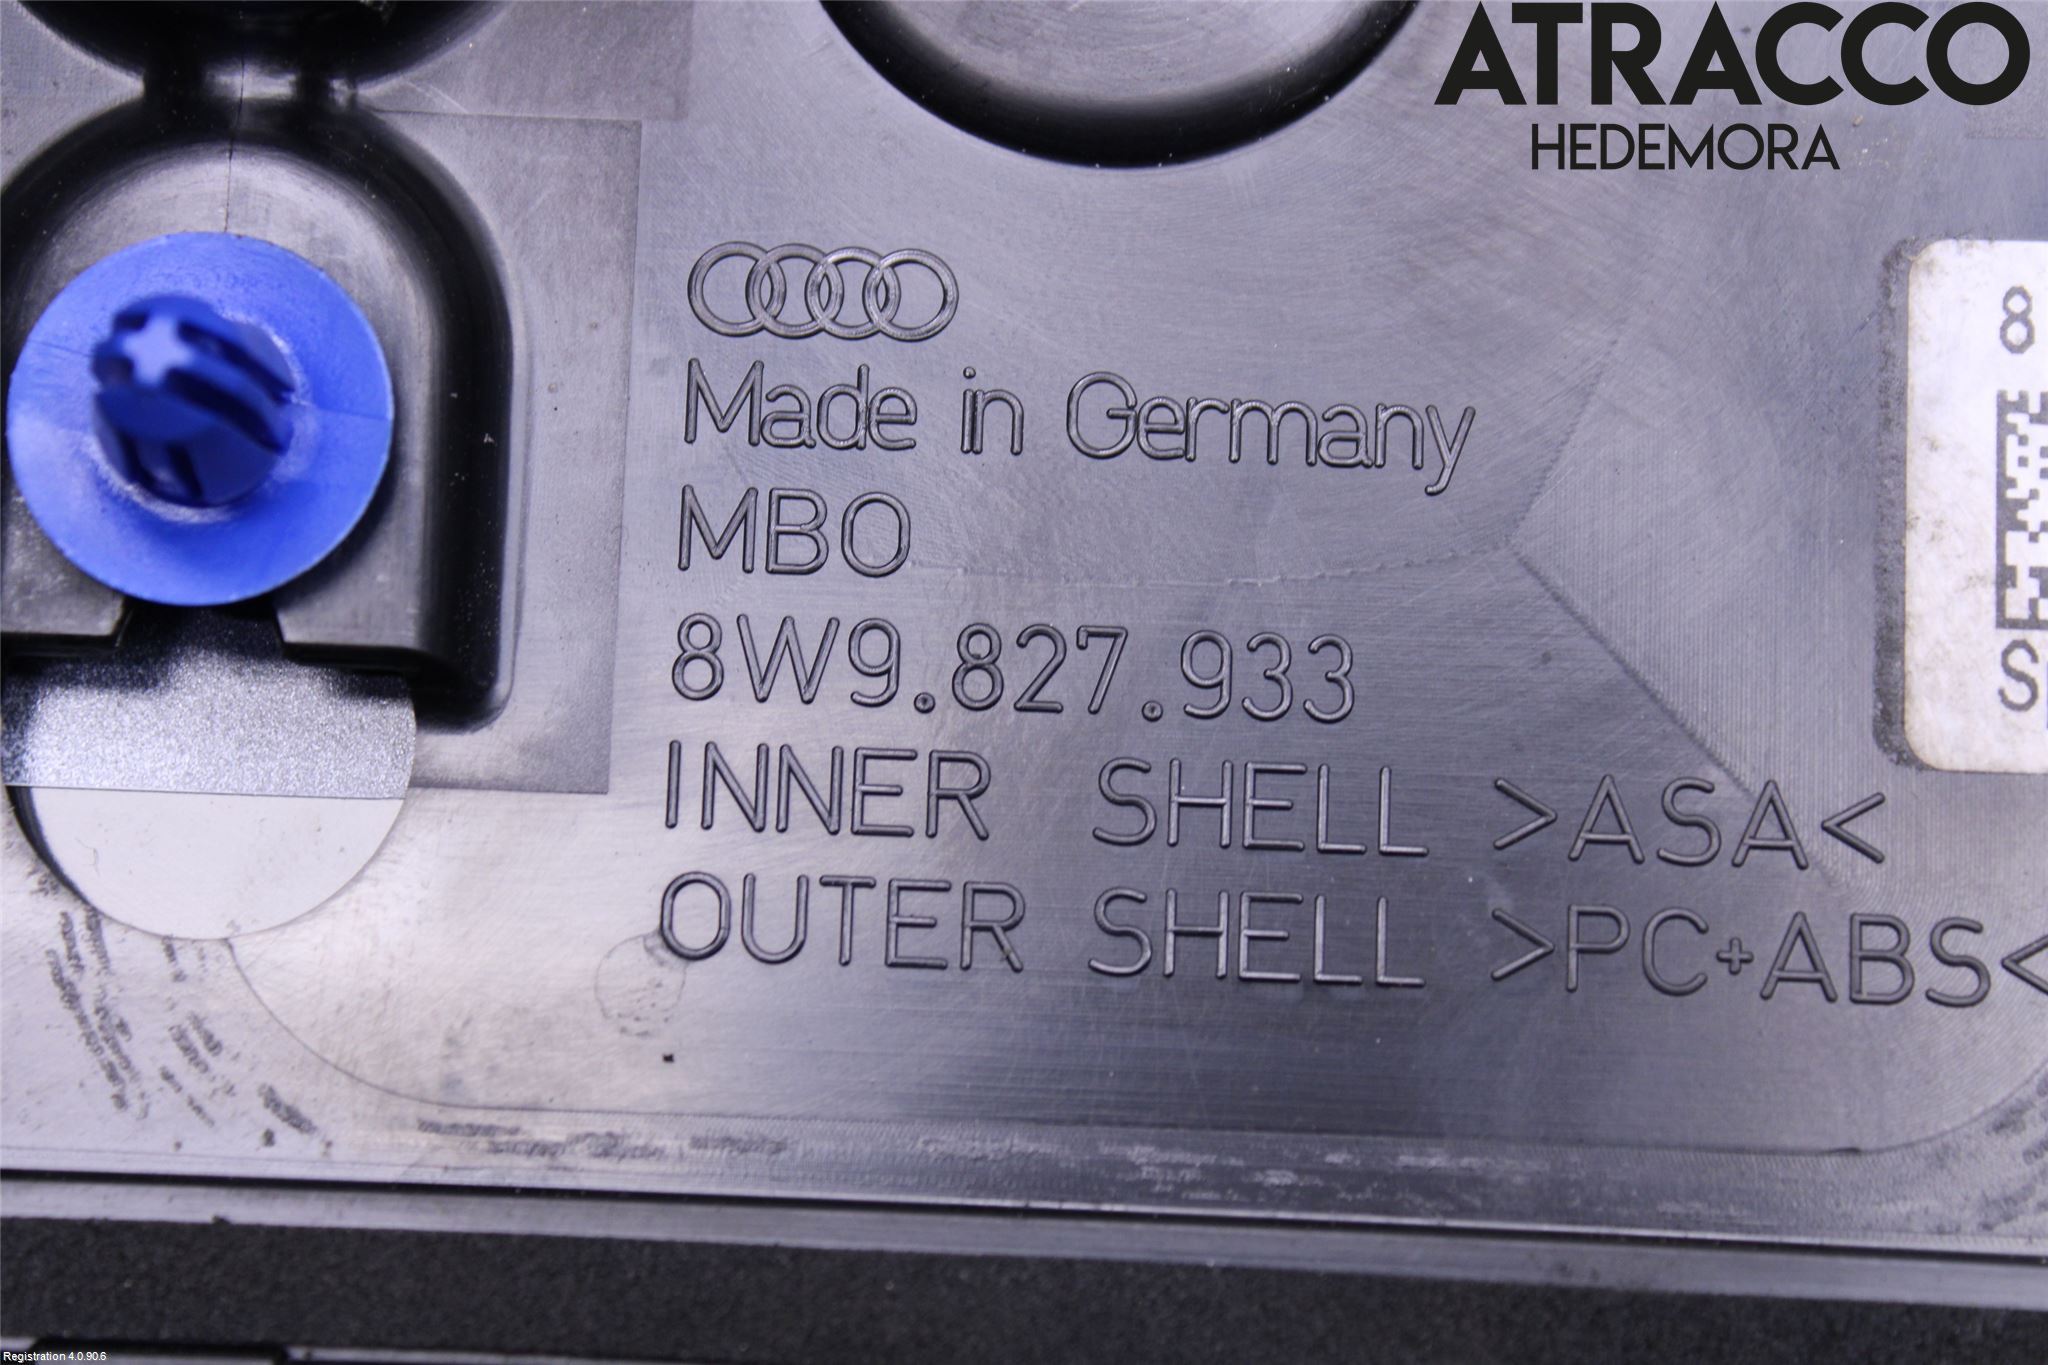 ATRACCO
HEDEMORA
Made in Germany
MBO
8W9.827.933
INNER SHELL >ASA<
OUTER SHELL >PC+ABS<
8
S
Registration 4.0.90.6